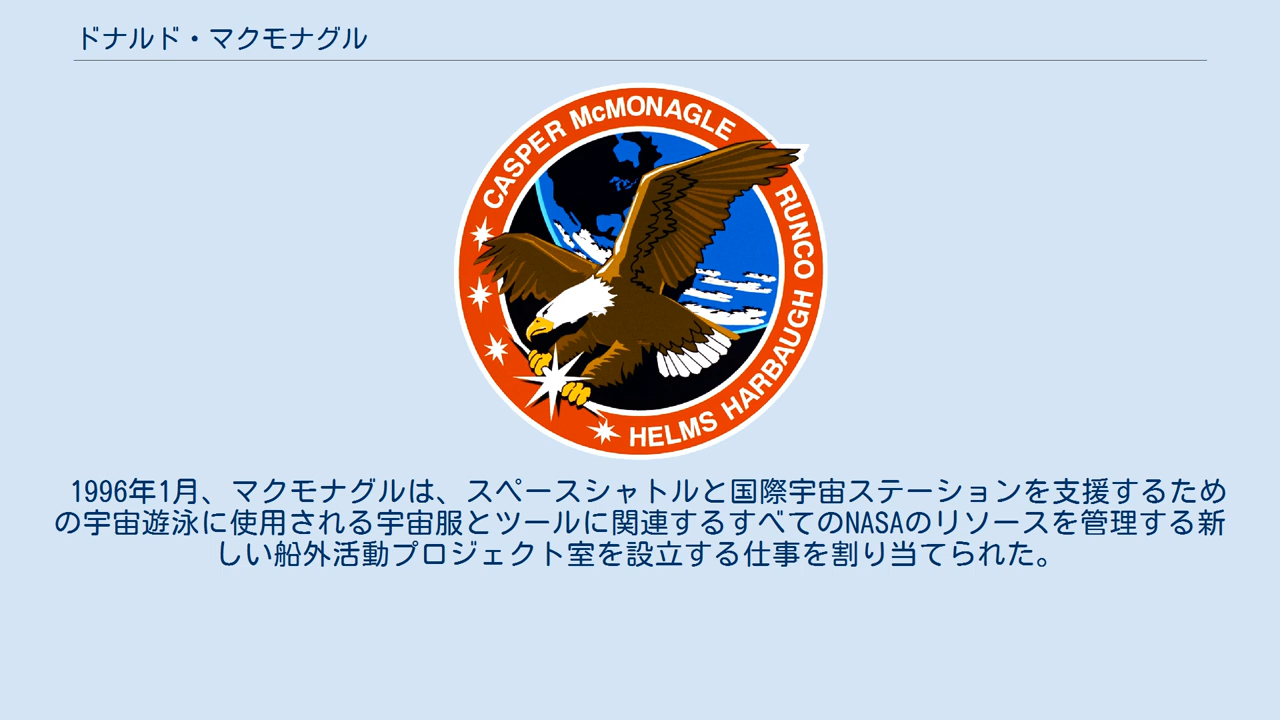 ドナルド・マクモナグル
CASPER McMONAGLE RUNCO HARBAUGH HELMS
1996年1月、マクモナグルは、スペースシャトルと国際宇宙ステーションを支援するため
の宇宙遊泳に使用される宇宙服とツールに関連するすべてのNASAのリソースを管理する新
しい船外活動プロジェクト室を設立する仕事を割り当てられた。